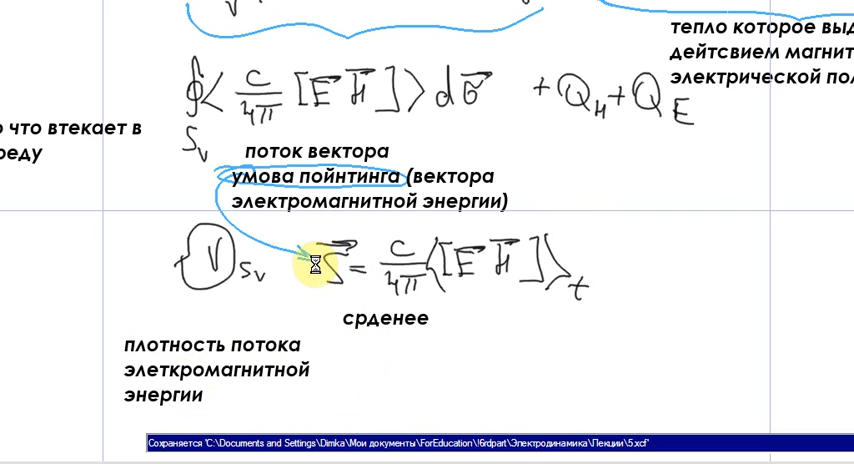 тепло которое выд
дейтсвием магнит
электрической пол
∮< c/4π [E⃗ H⃗] > dσ⃗ + Q_H + Q_E
S_V
о что втекает в
реду
поток вектора
умова пойнтинга (вектора
электромагнитной энергии)
V S_V S⃗ = c/4π ⟨[E⃗ H⃗]⟩_t
срденее
плотность потока
элеткромагнитной
энергии
Сохраняется 'C:\Documents and Settings\Dimka\Мои документы\ForEducation\!6rdpart\Электродинамика\Лекции\5.xcf'